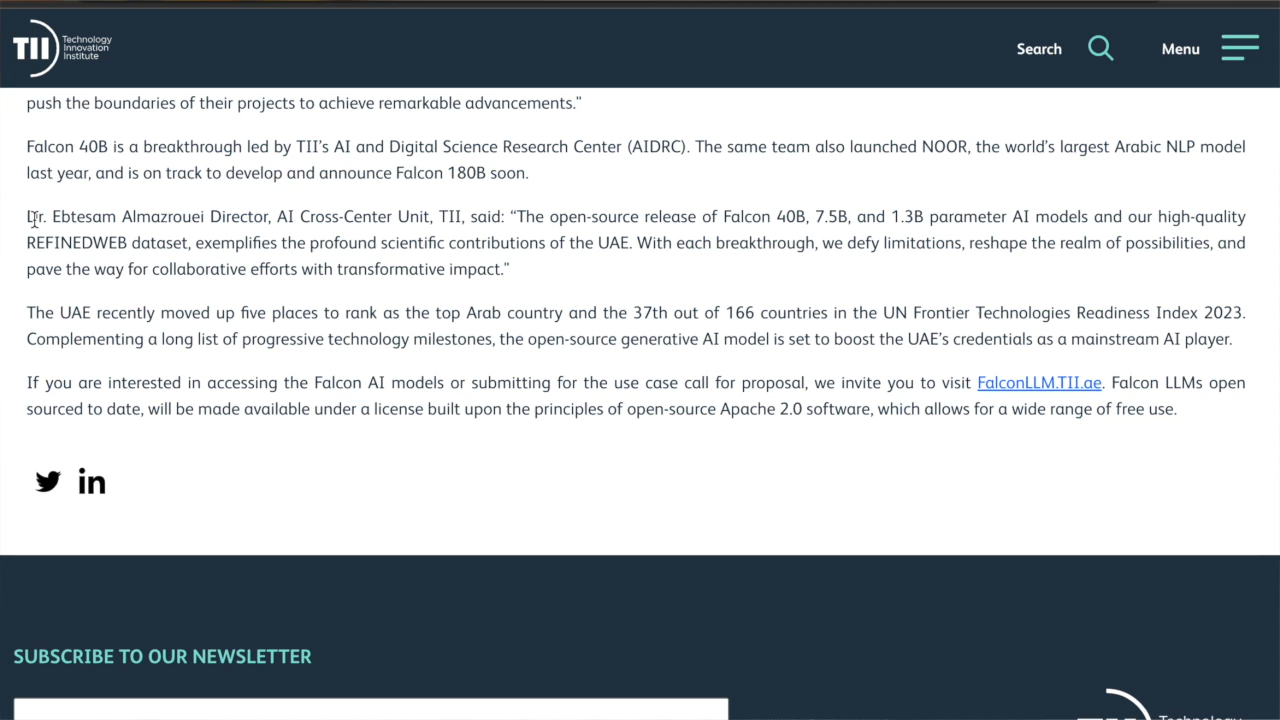 TII Technology
Innovation
Institute
Search
Menu
push the boundaries of their projects to achieve remarkable advancements."
Falcon 40B is a breakthrough led by TII's AI and Digital Science Research Center (AIDRC). The same team also launched NOOR, the world's largest Arabic NLP model
last year, and is on track to develop and announce Falcon 180B soon.
Dr. Ebtesam Almazrouei Director, AI Cross-Center Unit, TII, said: “The open-source release of Falcon 40B, 7.5B, and 1.3B parameter AI models and our high-quality
REFINEDWEB dataset, exemplifies the profound scientific contributions of the UAE. With each breakthrough, we defy limitations, reshape the realm of possibilities, and
pave the way for collaborative efforts with transformative impact."
The UAE recently moved up five places to rank as the top Arab country and the 37th out of 166 countries in the UN Frontier Technologies Readiness Index 2023.
Complementing a long list of progressive technology milestones, the open-source generative AI model is set to boost the UAE's credentials as a mainstream AI player.
If you are interested in accessing the Falcon AI models or submitting for the use case call for proposal, we invite you to visit FalconLLM.TII.ae. Falcon LLMs open
sourced to date, will be made available under a license built upon the principles of open-source Apache 2.0 software, which allows for a wide range of free use.
in
SUBSCRIBE TO OUR NEWSLETTER
Technology